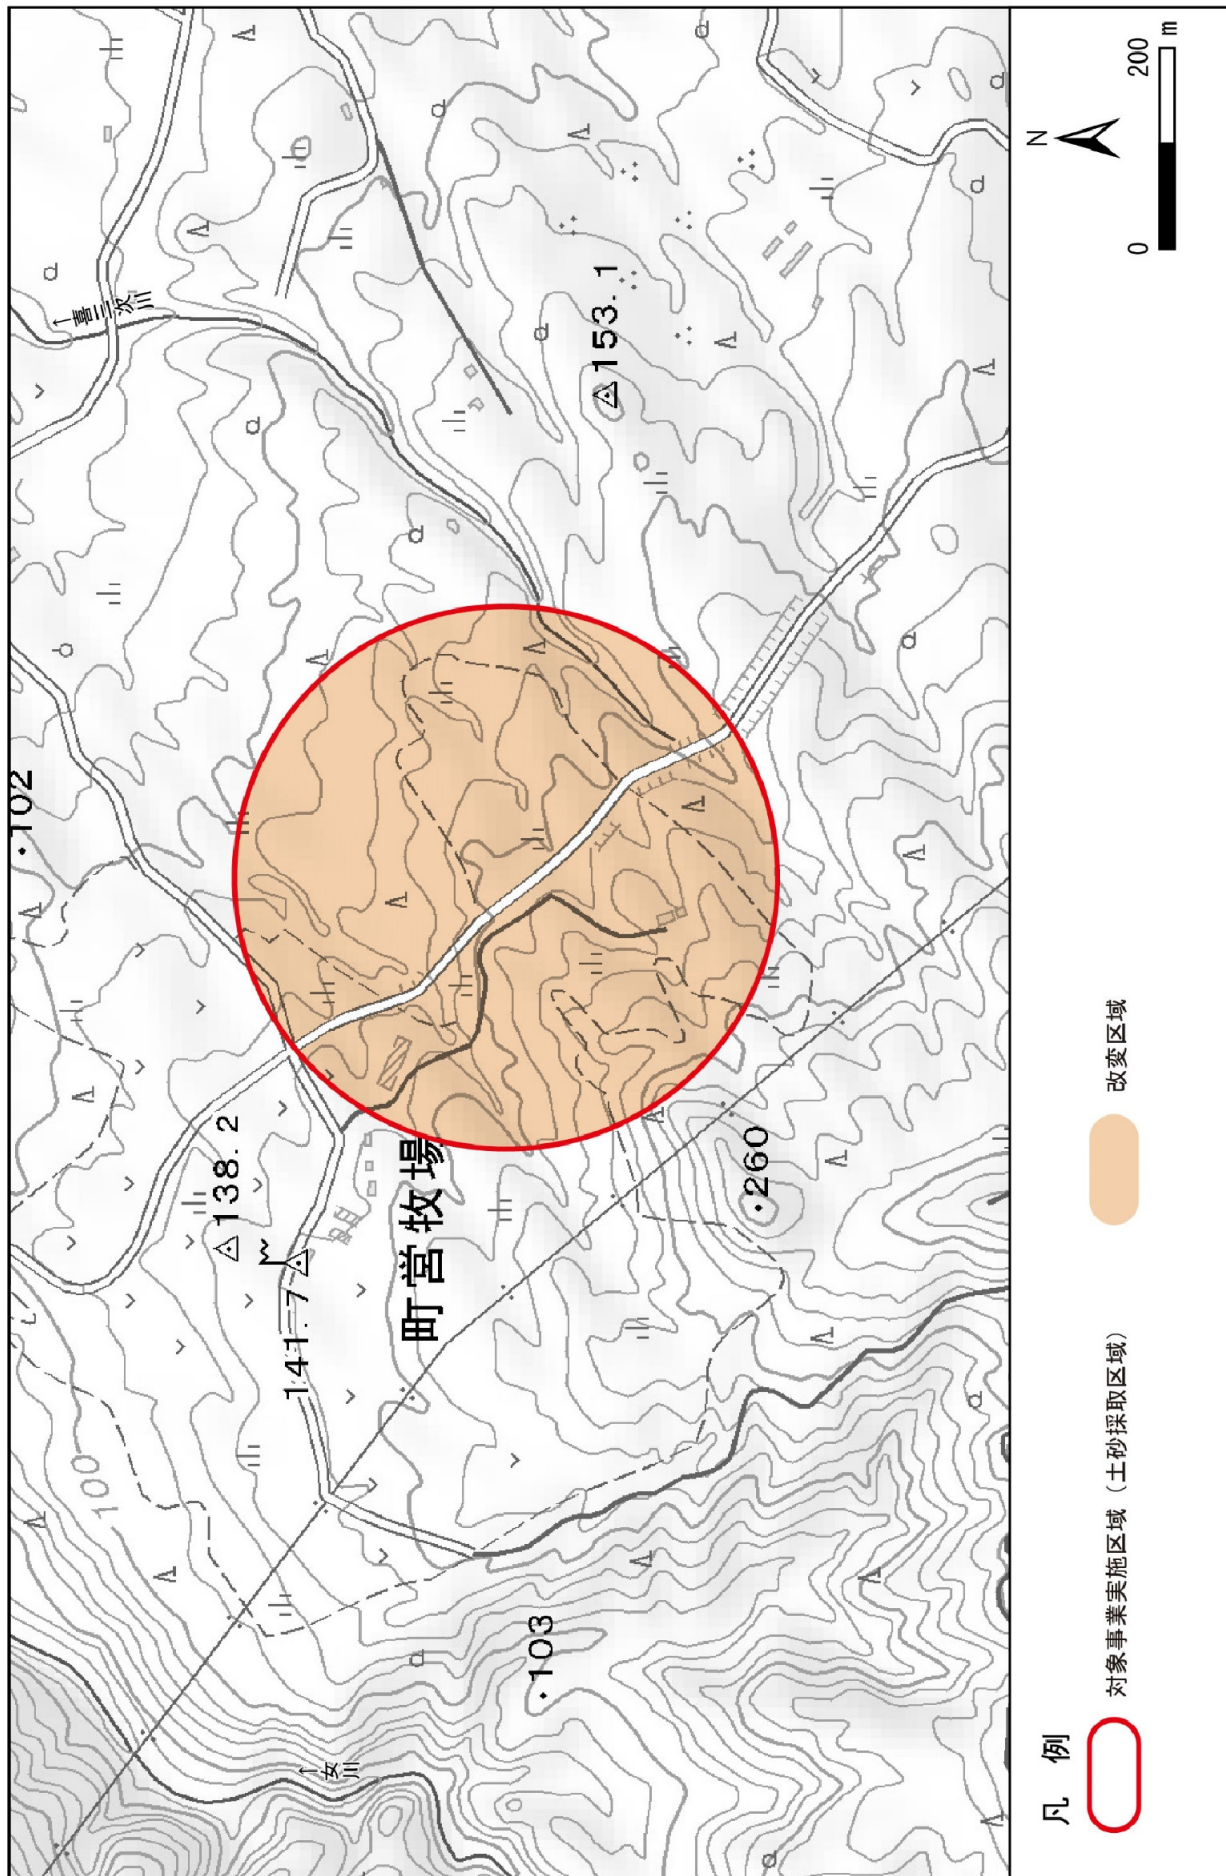 ・102
↑喜三次川
138.2
141.7
町営牧場
153.1
・260
100
・103
↑女川
凡 例
対象事業実施区域（土砂採取区域）
改変区域
N
0 200 m